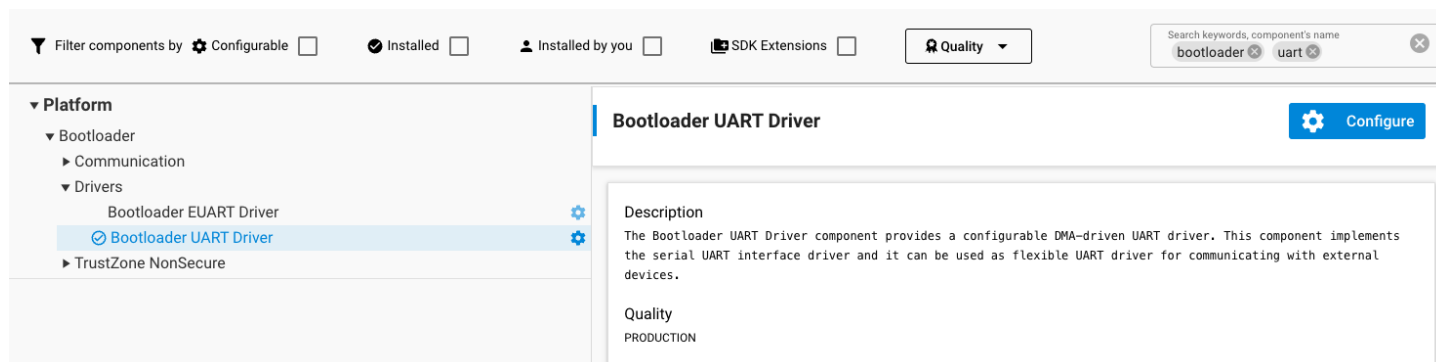 Filter components by Configurable Installed Installed by you SDK Extensions Quality
Search keywords, component's name
bootloader uart
Platform
Bootloader
Communication
Drivers
Bootloader EUART Driver
Bootloader UART Driver
TrustZone NonSecure
Bootloader UART Driver
Configure
Description
The Bootloader UART Driver component provides a configurable DMA-driven UART driver. This component implements
the serial UART interface driver and it can be used as flexible UART driver for communicating with external
devices.
Quality
PRODUCTION